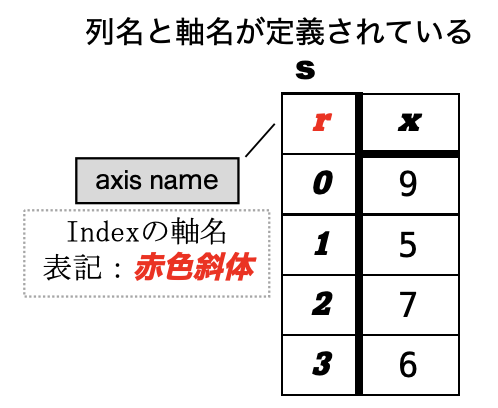 列名と軸名が定義されている
s
r x
axis name
0 9
Indexの軸名
表記：赤色斜体
1 5
2 7
3 6